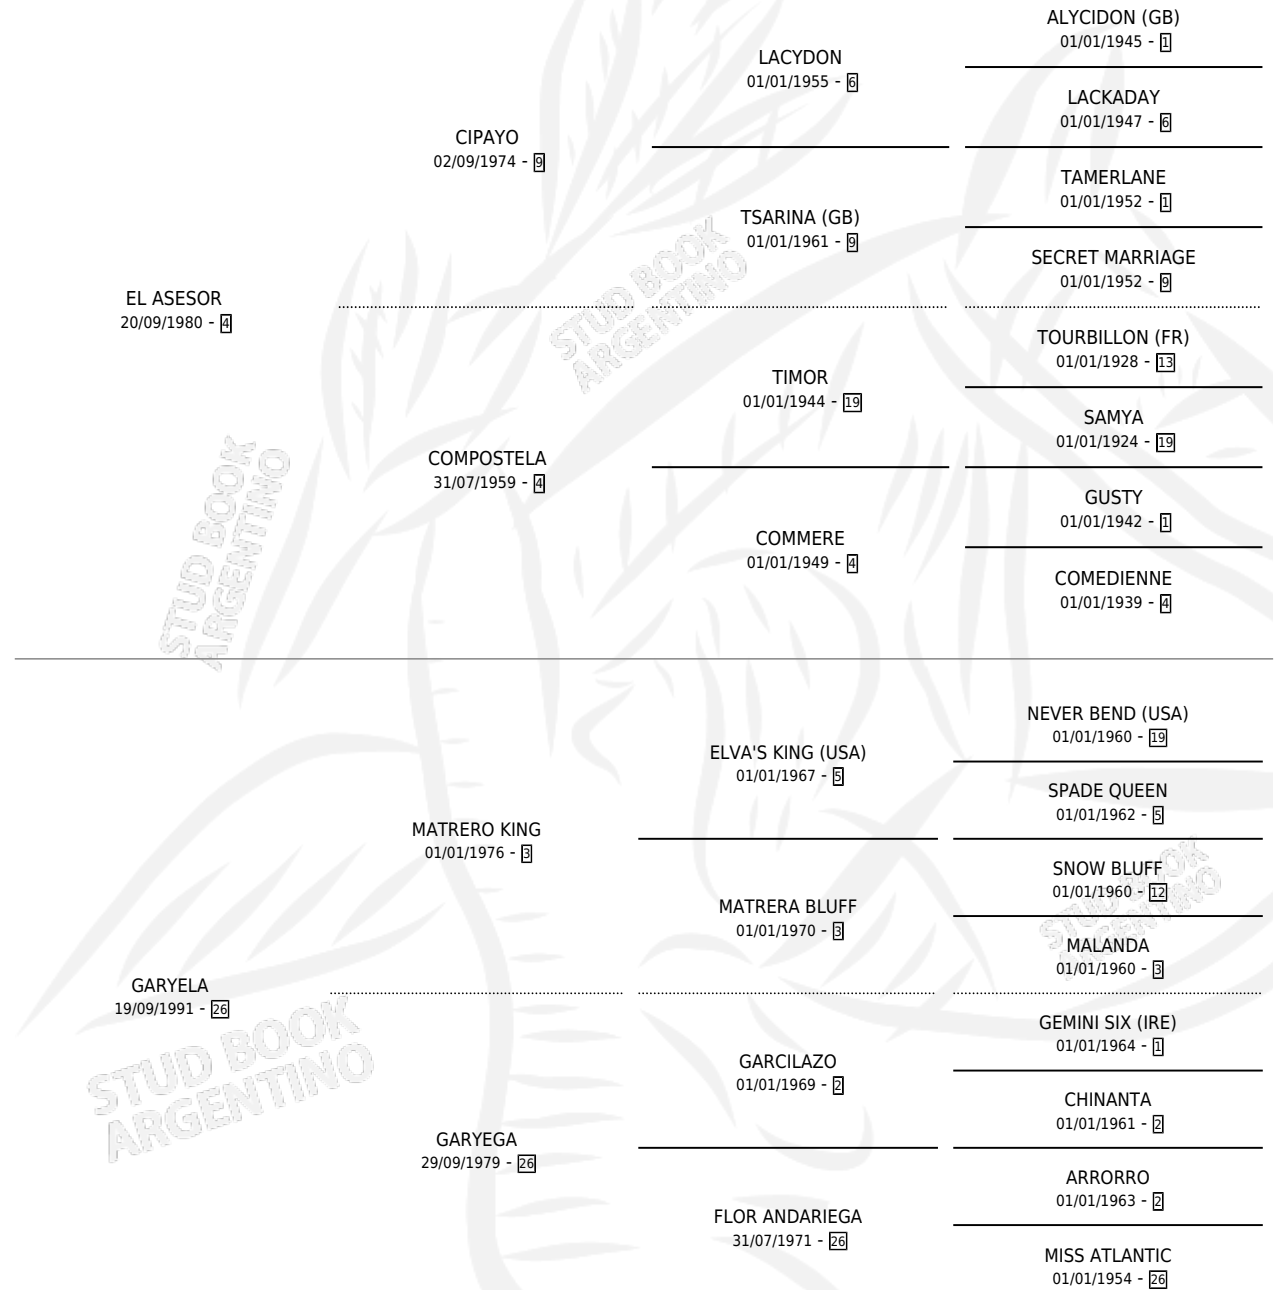 ALYCIDON (GB)
01/01/1945 - 1
LACYDON
01/01/1955 - 6
LACKADAY
01/01/1947 - 6
CIPAYO
02/09/1974 - 9
TAMERLANE
01/01/1952 - 1
TSARINA (GB)
01/01/1961 - 9
SECRET MARRIAGE
01/01/1952 - 9
EL ASESOR
20/09/1980 - 4
STUD BOOK
ARGENTINO
TOURBILLON (FR)
01/01/1928 - 13
TIMOR
01/01/1944 - 19
SAMYA
01/01/1924 - 19
COMPOSTELA
31/07/1959 - 4
GUSTY
01/01/1942 - 1
COMMERE
01/01/1949 - 4
COMEDIENNE
01/01/1939 - 4
STUD BOOK
ARGENTINO
NEVER BEND (USA)
01/01/1960 - 19
ELVA'S KING (USA)
01/01/1967 - 5
SPADE QUEEN
01/01/1962 - 5
MATRERO KING
01/01/1976 - 3
SNOW BLUFF
01/01/1960 - 12
MATRERA BLUFF
01/01/1970 - 3
STUD BOOK
ARGENTINO
MALANDA
01/01/1960 - 3
GARYELA
19/09/1991 - 26
GEMINI SIX (IRE)
01/01/1964 - 1
GARCILAZO
01/01/1969 - 2
CHINANTA
01/01/1961 - 2
STUD BOOK
ARGENTINO
GARYEGA
29/09/1979 - 26
ARRORRO
01/01/1963 - 2
FLOR ANDARIEGA
31/07/1971 - 26
MISS ATLANTIC
01/01/1954 - 26